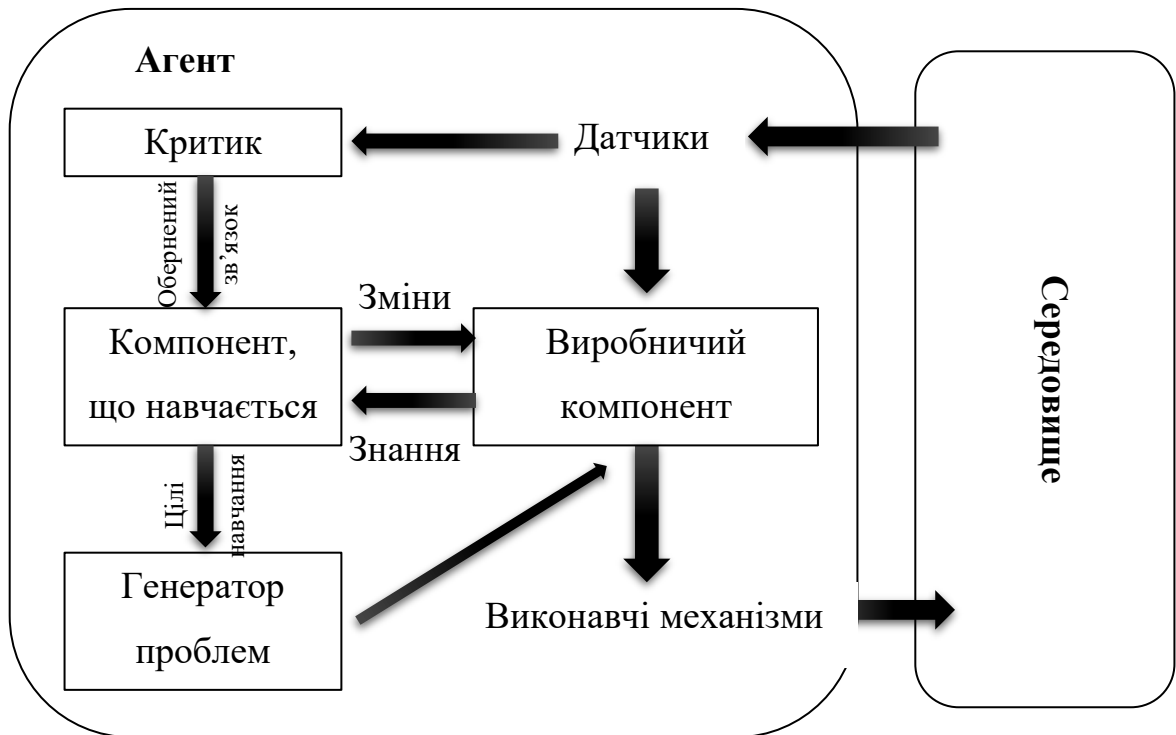 Агент
Критик
Датчики
Обернений
зв’язок
Зміни
Компонент,
що навчається
Виробничий
компонент
Знання
Цілі
навчання
Генератор
проблем
Виконавчі механізми
Середовище